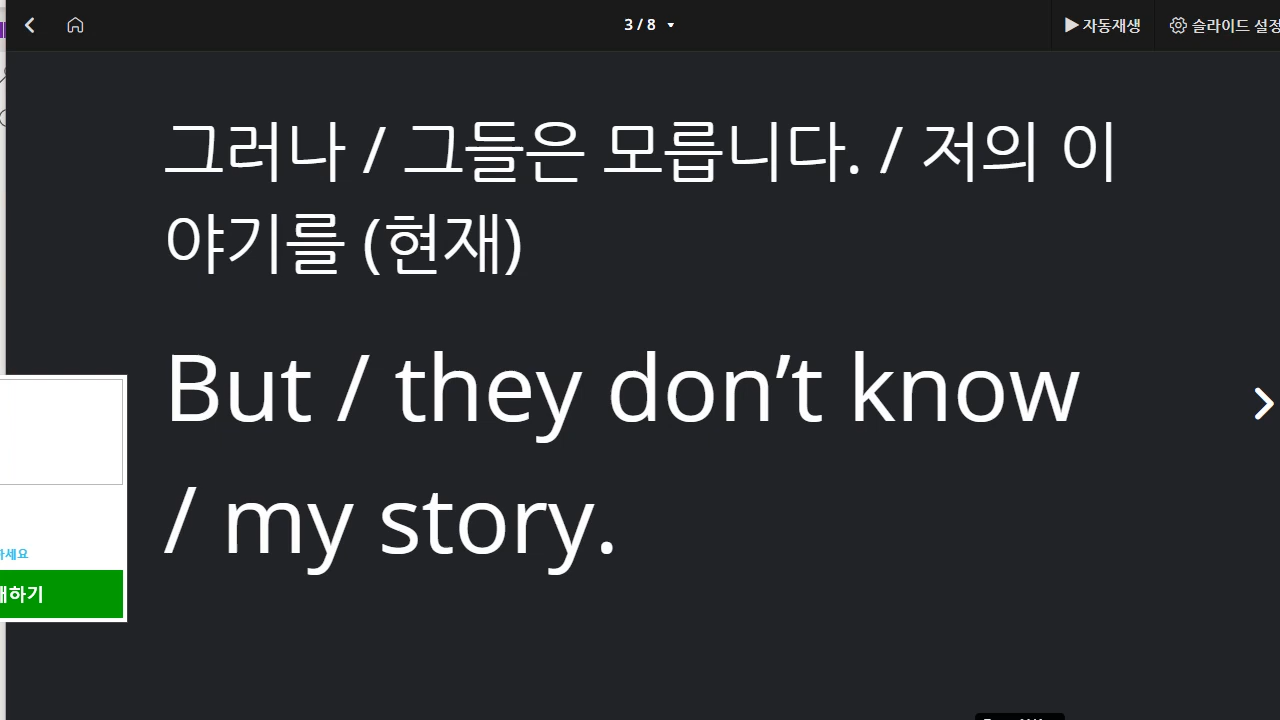 3 / 8
자동재생
슬라이드 설정
그러나 / 그들은 모릅니다. / 저의 이
야기를 (현재)
But / they don’t know
/ my story.
하세요
하기